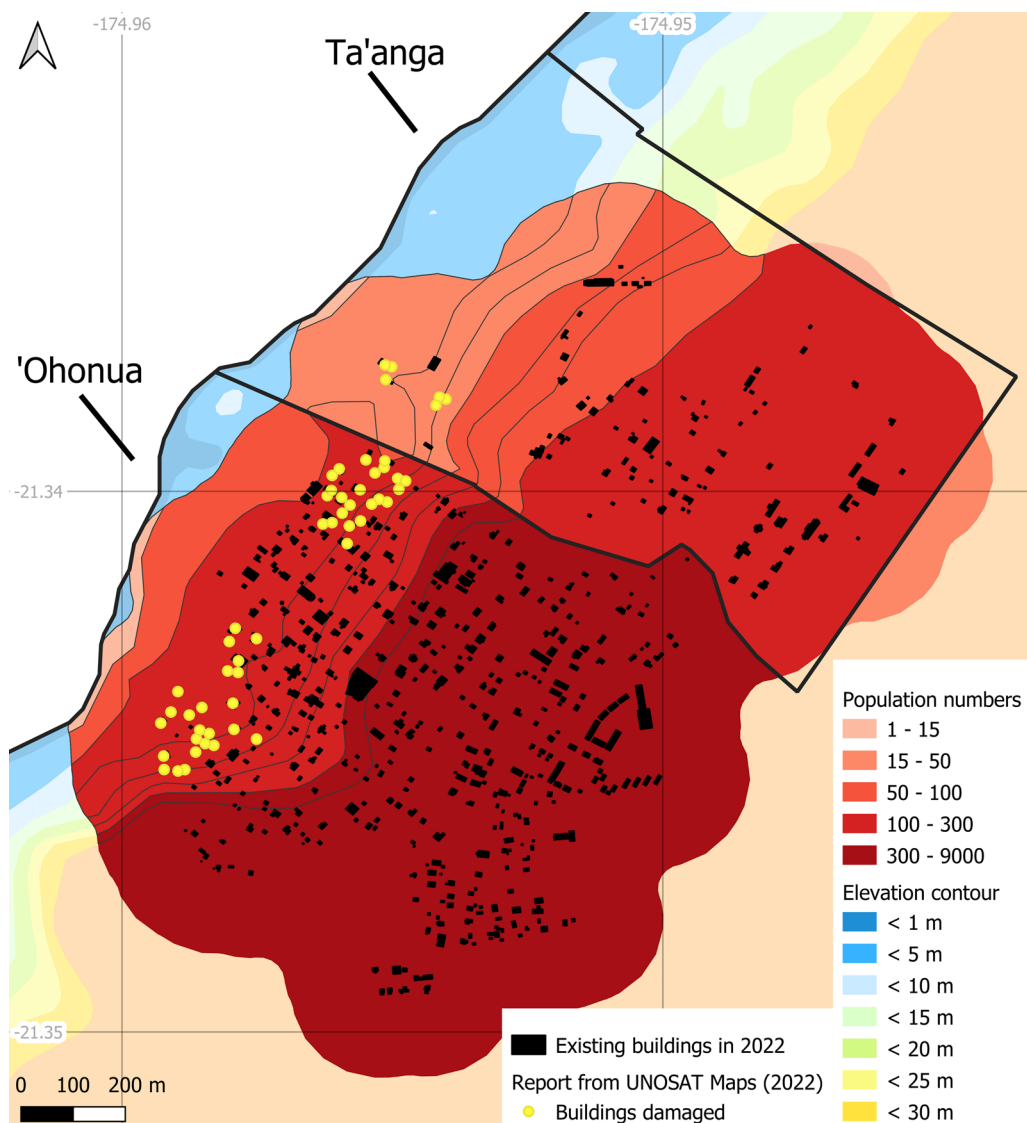 -174.96
-174.95
Ta'anga
'Ohonua
-21.34
-21.35
Population numbers
1 - 15
15 - 50
50 - 100
100 - 300
300 - 9000
Elevation contour
< 1 m
< 5 m
< 10 m
< 15 m
< 20 m
< 25 m
< 30 m
Existing buildings in 2022
Report from UNOSAT Maps (2022)
Buildings damaged
0 100 200 m